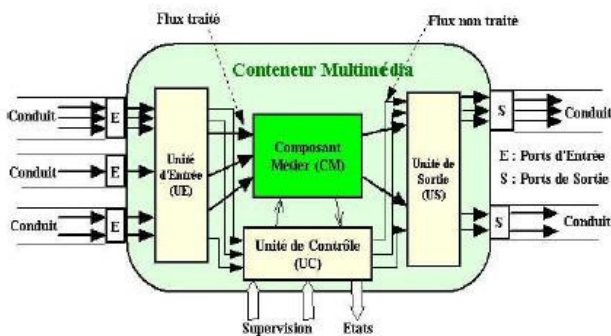 Flux traité
Flux non traité
Conteneur Multimédia
Conduit
E
Conduit
E
Conduit
E
Unité
d'Entrée
(UE)
Composant
Métier (CM)
Unité de Contrôle
(UC)
Unité de
Sortie
(US)
S
Conduit
E : Ports d'Entrée
S : Ports de Sortie
S
Conduit
Supervision
Etats